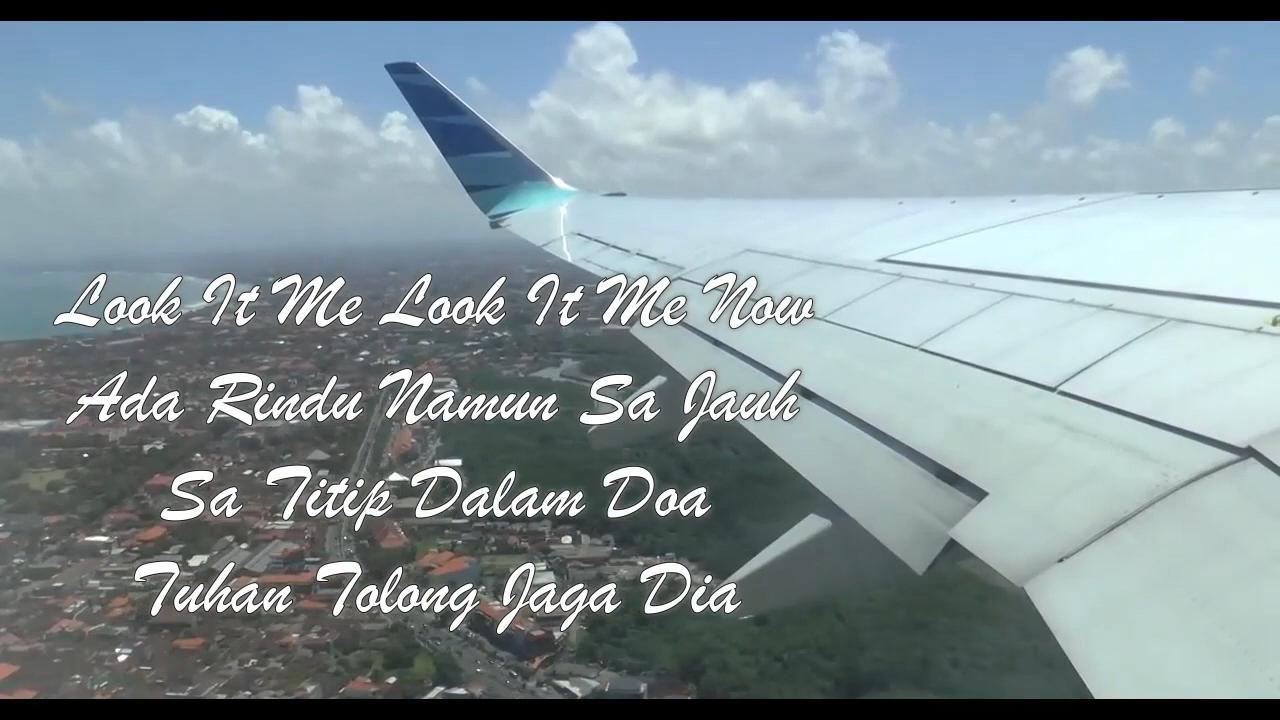 Look It Me Look It Me Now
Ada Rindu Namun Sa Jauh
Sa Titip Dalam Doa
Tuhan Tolong Jaga Dia